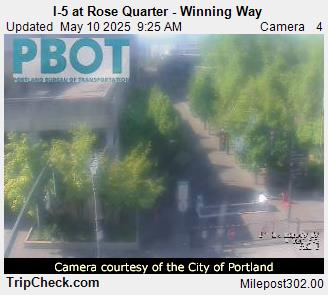 I-5 at Rose Quarter - Winning Way
Updated May 10 2025 9:25 AM Camera 4
PBOT
PORTLAND BUREAU OF TRANSPORTATION
Camera courtesy of the City of Portland
TripCheck.com Milepost302.00